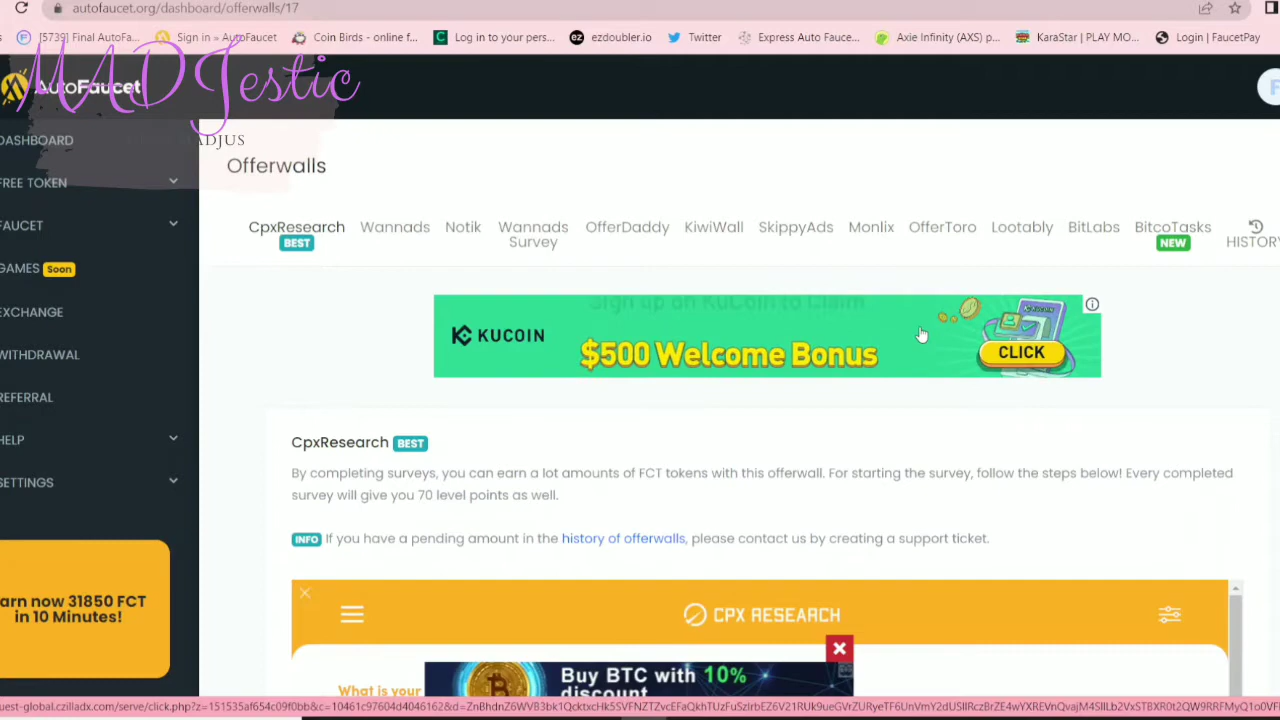 autofaucet.org/dashboard/offerwalls/17
[5739] Final AutoFa... Sign in » AutoFaucet Coin Birds - online f... Log in to your pers... ezdoubler.io Twitter Express Auto Fauce... Axie Infinity (AXS) p... KaraStar | PLAY MO... Login | FaucetPay
MADJestic
AutoFaucet
MADJUS
DASHBOARD
FREE TOKEN
FAUCET
GAMES Soon
EXCHANGE
WITHDRAWAL
REFERRAL
HELP
SETTINGS
arn now 31850 FCT
in 10 Minutes!
Offerwalls
CpxResearch Wannads Notik Wannads OfferDaddy KiwiWall SkippyAds Monlix OfferToro Lootably BitLabs BitcoTasks
BEST Survey NEW HISTORY
Sign up on KuCoin to Claim
KUCOIN
$500 Welcome Bonus
CLICK
CpxResearch BEST
By completing surveys, you can earn a lot amounts of FCT tokens with this offerwall. For starting the survey, follow the steps below! Every completed
survey will give you 70 level points as well.
INFO If you have a pending amount in the history of offerwalls, please contact us by creating a support ticket.
CPX RESEARCH
What is your
Buy BTC with 10%
discount